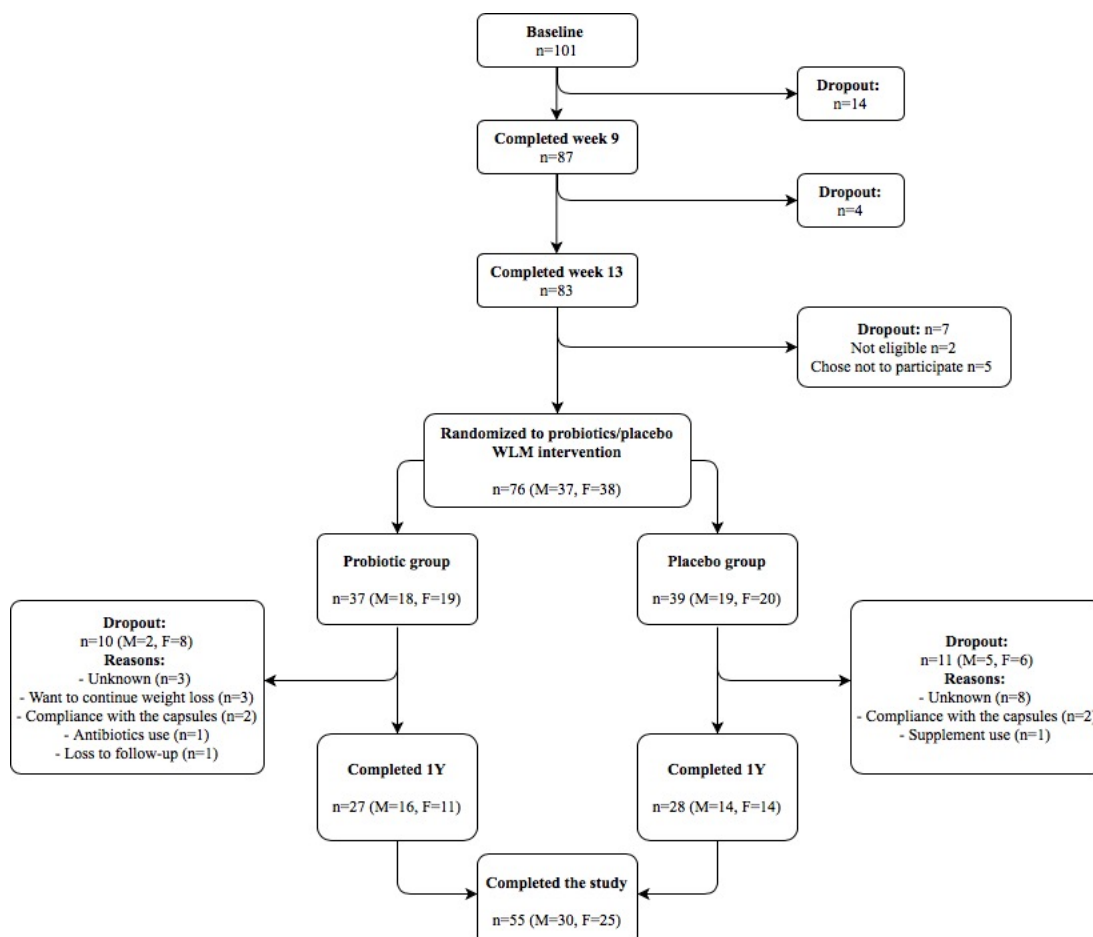 Baseline
n=101
Dropout:
n=14
Completed week 9
n=87
Dropout:
n=4
Completed week 13
n=83
Dropout: n=7
Not eligible n=2
Chose not to participate n=5
Randomized to probiotics/placebo
WLM intervention
n=76 (M=37, F=38)
Probiotic group
n=37 (M=18, F=19)
Placebo group
n=39 (M=19, F=20)
Dropout:
n=10 (M=2, F=8)
Reasons:
- Unknown (n=3)
- Want to continue weight loss (n=3)
- Compliance with the capsules (n=2)
- Antibiotics use (n=1)
- Loss to follow-up (n=1)
Dropout:
n=11 (M=5, F=6)
Reasons:
- Unknown (n=8)
- Compliance with the capsules (n=2)
- Supplement use (n=1)
Completed 1Y
n=27 (M=16, F=11)
Completed 1Y
n=28 (M=14, F=14)
Completed the study
n=55 (M=30, F=25)